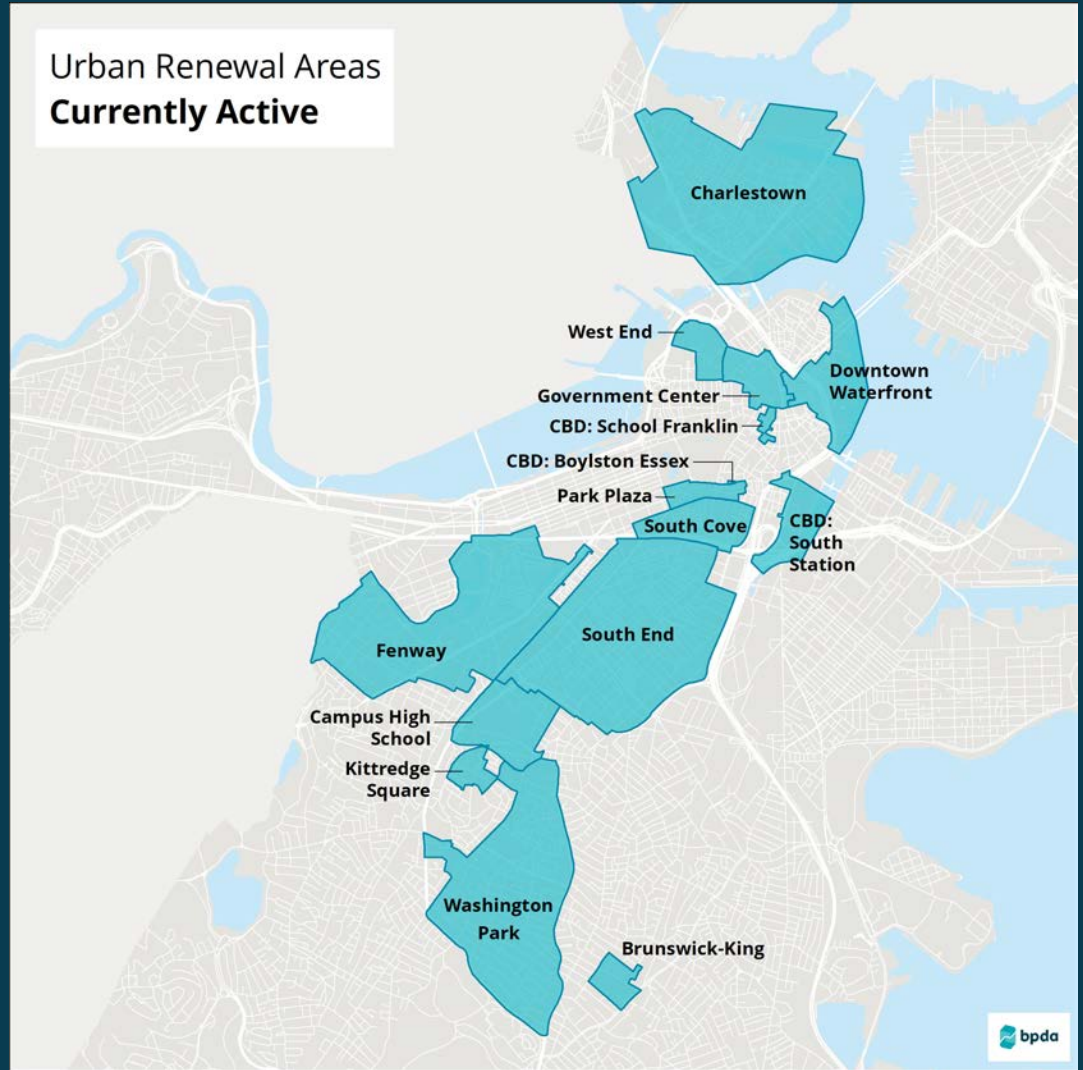 Urban Renewal Areas
Currently Active
Charlestown
West End
Downtown
Waterfront
Government Center
CBD: School Franklin
CBD: Boylston Essex
Park Plaza
South Cove
CBD:
South
Station
South End
Fenway
Campus High
School
Kittredge
Square
Washington
Park
Brunswick-King
bpda